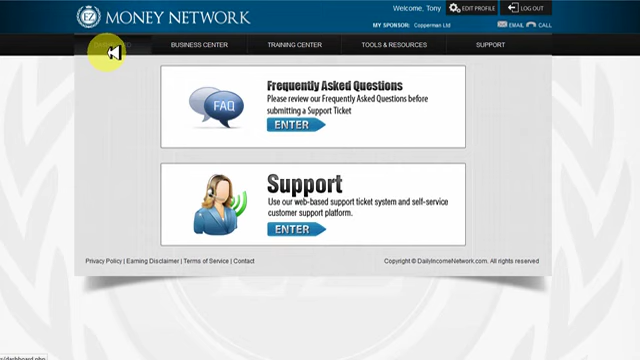 EZ MONEY NETWORK
Welcome, Tony
EDIT PROFILE
LOG OUT
MY SPONSOR: Copperman Ltd
EMAIL
CALL
BUSINESS CENTER
TRAINING CENTER
TOOLS & RESOURCES
SUPPORT
FAQ
Frequently Asked Questions
Please review our Frequently Asked Questions before
submitting a Support Ticket
ENTER
Support
Use our web-based support ticket system and self-service
customer support platform.
ENTER
Privacy Policy | Earning Disclaimer | Terms of Service | Contact
Copyright © DailyIncomeNetwork.com. All rights reserved